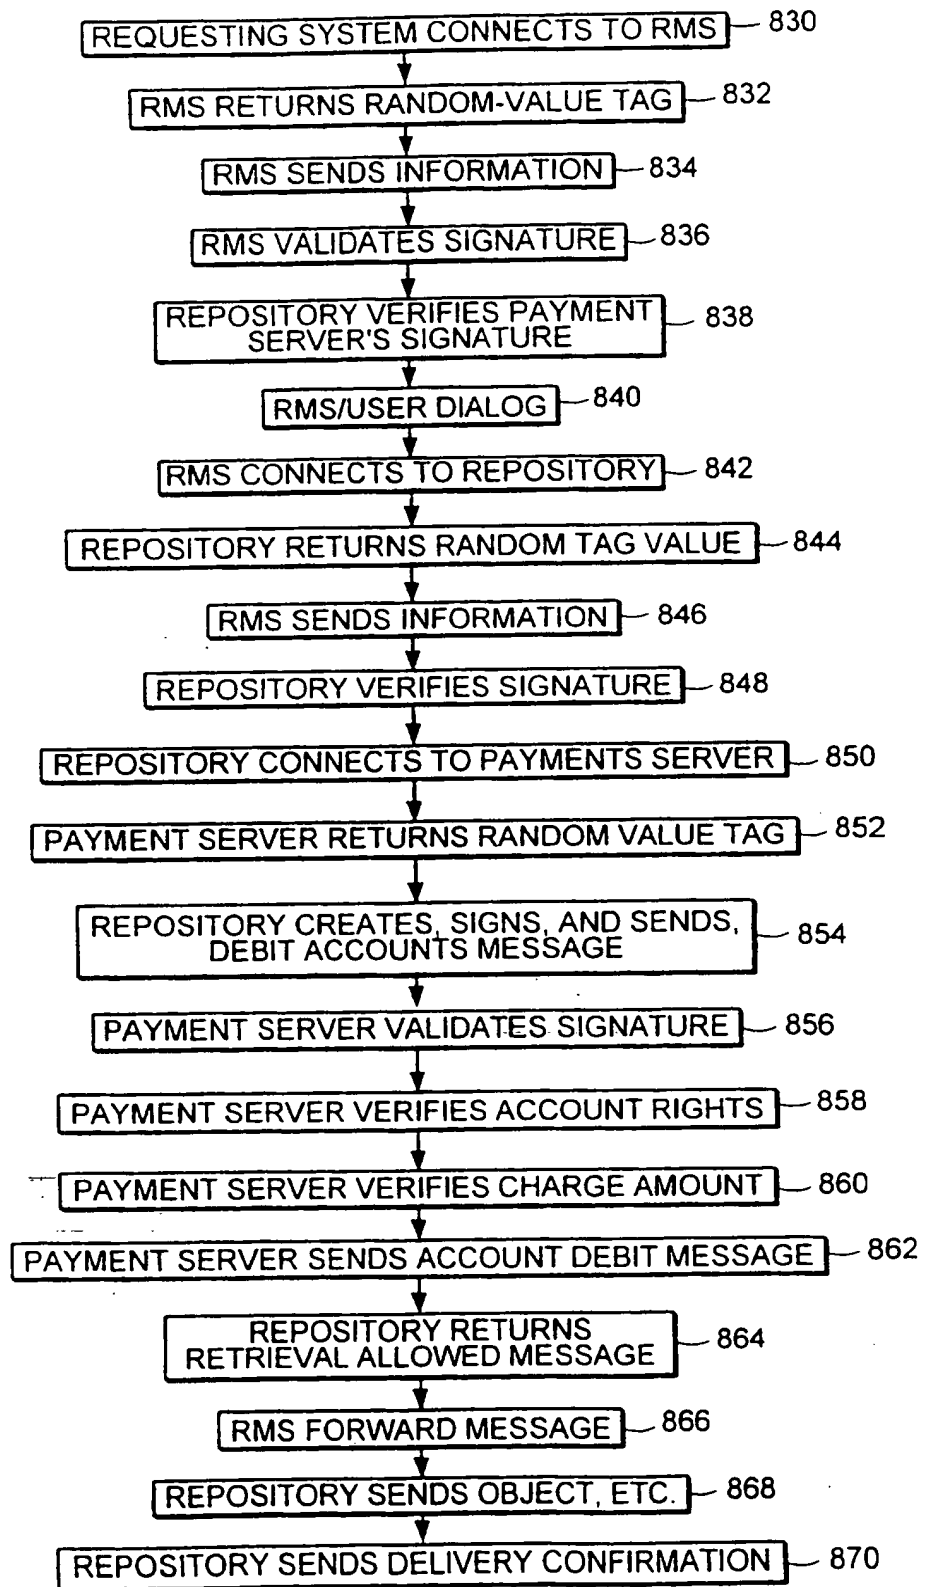 REQUESTING SYSTEM CONNECTS TO RMS 830
RMS RETURNS RANDOM-VALUE TAG 832
RMS SENDS INFORMATION 834
RMS VALIDATES SIGNATURE 836
REPOSITORY VERIFIES PAYMENT
SERVER'S SIGNATURE 838
RMS/USER DIALOG 840
RMS CONNECTS TO REPOSITORY 842
REPOSITORY RETURNS RANDOM TAG VALUE 844
RMS SENDS INFORMATION 846
REPOSITORY VERIFIES SIGNATURE 848
REPOSITORY CONNECTS TO PAYMENTS SERVER 850
PAYMENT SERVER RETURNS RANDOM VALUE TAG 852
REPOSITORY CREATES, SIGNS, AND SENDS,
DEBIT ACCOUNTS MESSAGE 854
PAYMENT SERVER VALIDATES SIGNATURE 856
PAYMENT SERVER VERIFIES ACCOUNT RIGHTS 858
PAYMENT SERVER VERIFIES CHARGE AMOUNT 860
PAYMENT SERVER SENDS ACCOUNT DEBIT MESSAGE 862
REPOSITORY RETURNS
RETRIEVAL ALLOWED MESSAGE 864
RMS FORWARD MESSAGE 866
REPOSITORY SENDS OBJECT, ETC. 868
REPOSITORY SENDS DELIVERY CONFIRMATION 870